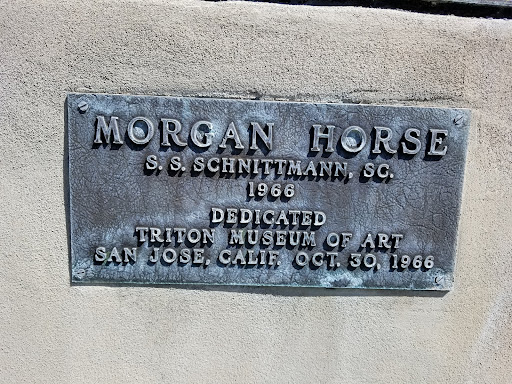 MORGAN HORSE
S. S. SCHNITTMANN, SC.
1966
DEDICATED
TRITON MUSEUM OF ART
SAN JOSE, CALIF. OCT. 30, 1966